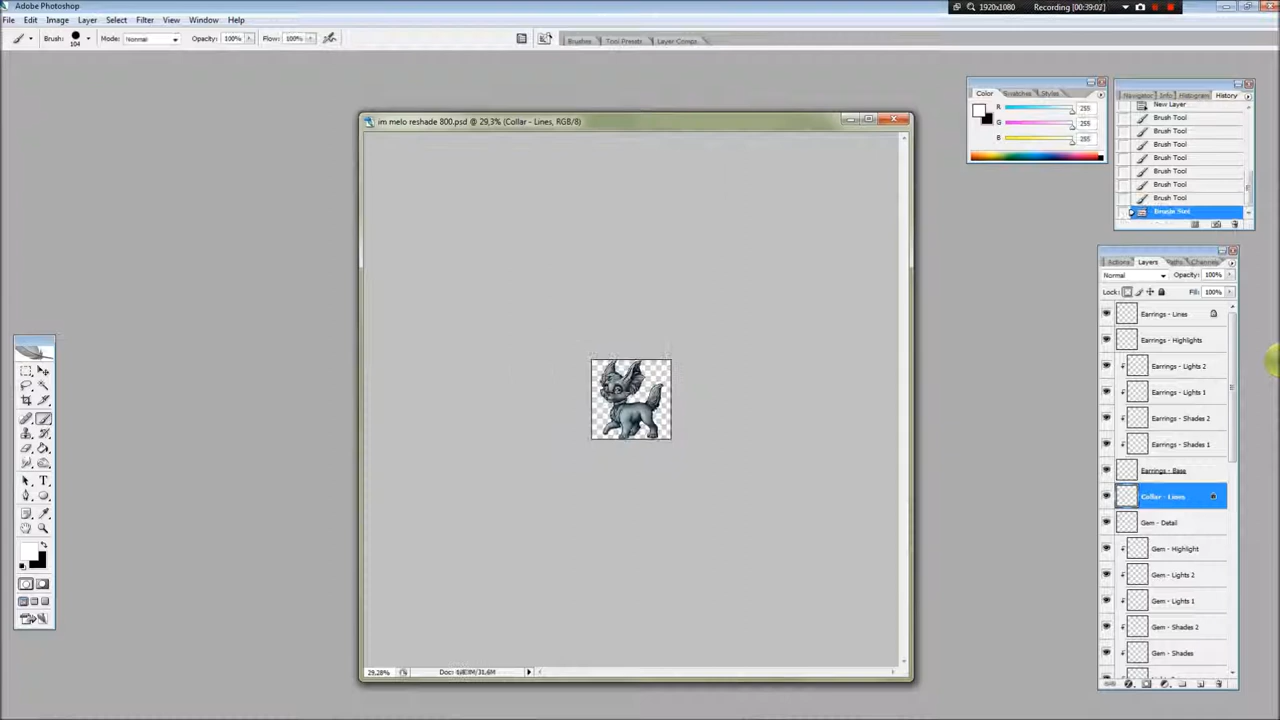 Adobe Photoshop
1920x1080
Recording [00:39:02]
File Edit Image Layer Select Filter View Window Help
Brush: 104 Mode: Normal Opacity: 100% Flow: 100%
Brushes Tool Presets Layer Comps
Color Swatches Styles
R 255
G 255
B 255
Navigator Info Histogram History
New Layer
Brush Tool
Brush Tool
Brush Tool
Brush Tool
Brush Tool
Brush Tool
Brush Tool
im melo reshade 800.psd @ 29,3% (Collar - Lines, RGB/8)
Actions Layers Paths Channels
Normal Opacity: 100%
Lock: Fill: 100%
Earrings - Lines
Earrings - Highlights
Earrings - Lights 2
Earrings - Lights 1
Earrings - Shades 2
Earrings - Shades 1
Earrings - Base
Collar - Lines
Gem - Detail
Gem - Highlight
Gem - Lights 2
Gem - Lights 1
Gem - Shades 2
Gem - Shades
29,28%